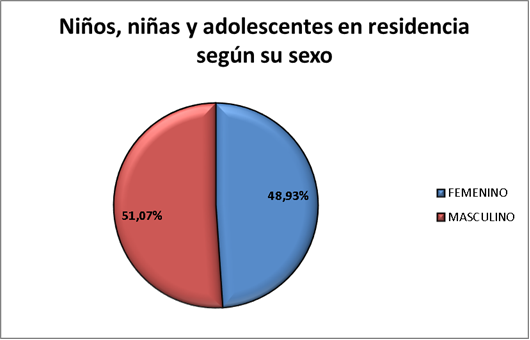 Niños, niñas y adolescentes en residencia
según su sexo
48,93%
51,07%
FEMENINO
MASCULINO